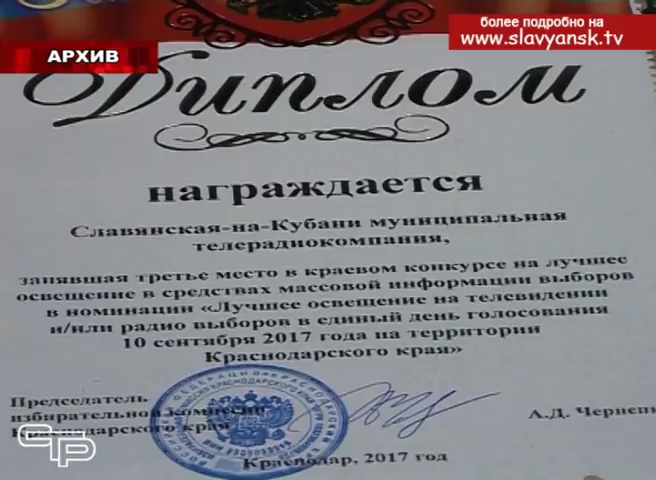 более подробно на
www.slavyansk.tv
АРХИВ
Диплом
награждается
Славянская-на-Кубани муниципальная
телерадиокомпания,
занявшая третье место в краевом конкурсе на лучшее
освещение в средствах массовой информации выборов
в номинации «Лучшее освещение на телевидении
и/или радио выборов в единый день голосования
10 сентября 2017 года на территории
Краснодарского края»
Председатель
избирательной комиссии
Краснодарского края
А.Д. Черненк
Краснодар, 2017 год